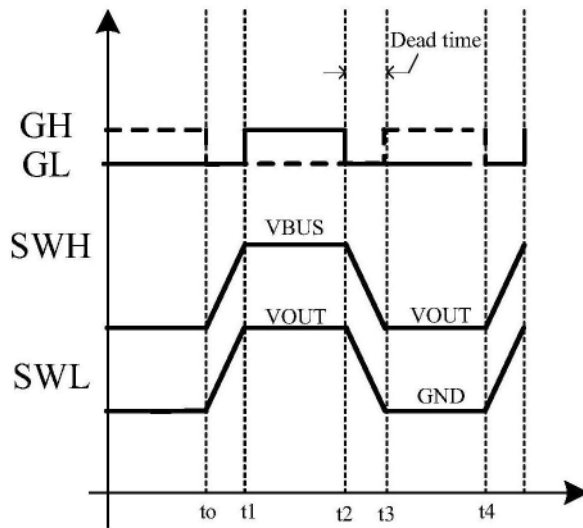 Dead time
GH
GL
SWH
VBUS
VOUT
VOUT
SWL
GND
to t1 t2 t3 t4